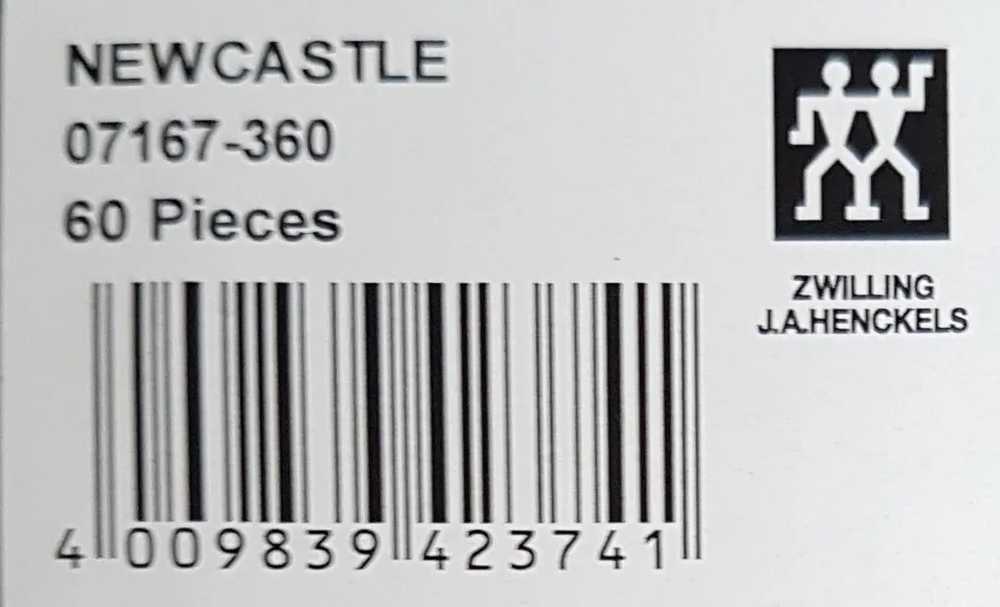 NEWCASTLE
07167-360
60 Pieces
ZWILLING
J.A.HENCKELS
4 009839 423741